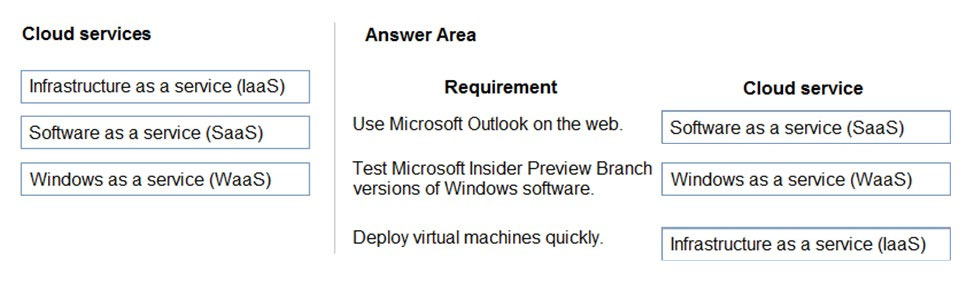 Cloud services
Infrastructure as a service (IaaS)
Software as a service (SaaS)
Windows as a service (WaaS)
Answer Area
Requirement
Cloud service
Use Microsoft Outlook on the web.
Software as a service (SaaS)
Test Microsoft Insider Preview Branch
versions of Windows software.
Windows as a service (WaaS)
Deploy virtual machines quickly.
Infrastructure as a service (IaaS)